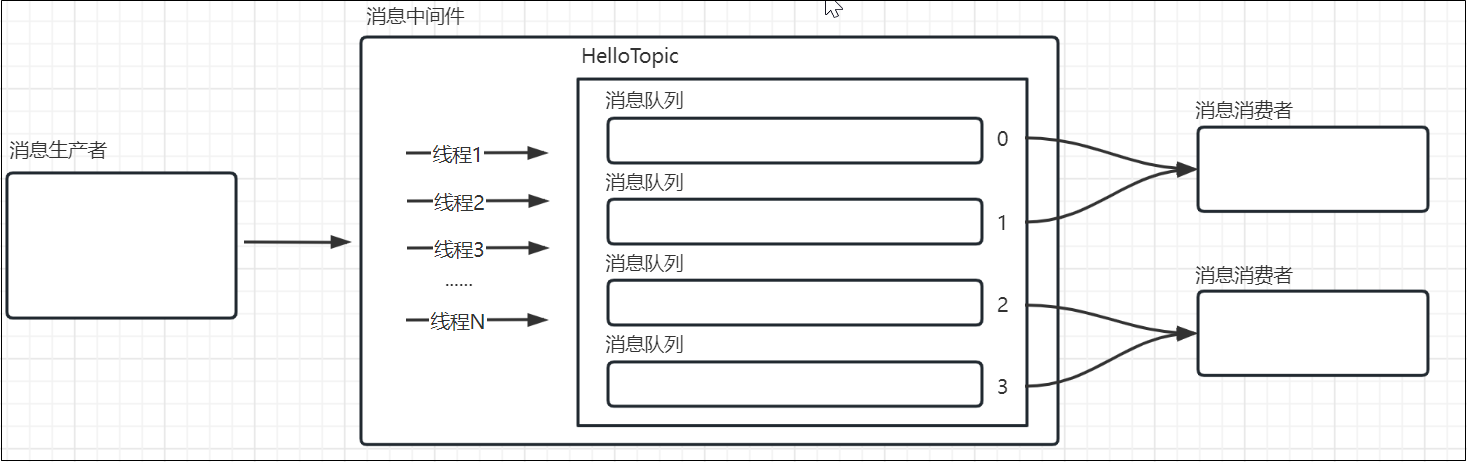 消息中间件
HelloTopic
消息生产者
线程1
线程2
线程3
......
线程N
消息队列
0
消息队列
1
消息队列
2
消息队列
3
消息消费者
消息消费者